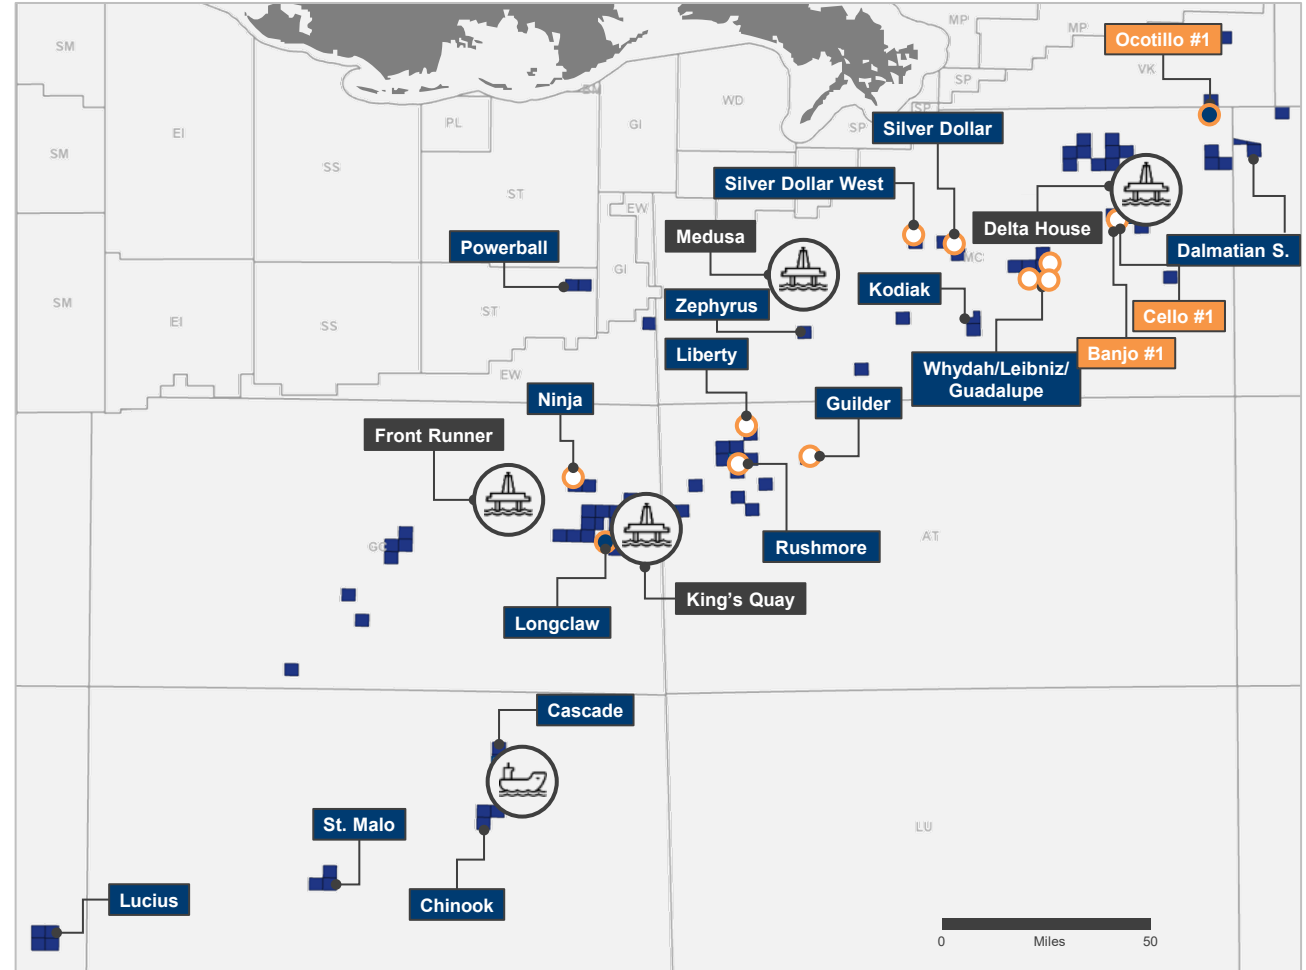 MP
SM
MP
Ocotillo #1
VK
SP
BM
WD
SP
PL
GI
SP
Silver Dollar
EI
SM
SS
Silver Dollar West
ST
EW
Medusa
Delta House
Powerball
Dalmatian S.
MC
GI
Kodiak
SM
Zephyrus
ST
Cello #1
EI
SS
Liberty
Banjo #1
Whydah/Leibniz/
Guadalupe
EW
Ninja
Guilder
Front Runner
Rushmore
AT
GC
King's Quay
Longclaw
Cascade
St. Malo
LU
Lucius
Chinook
0
Miles
50